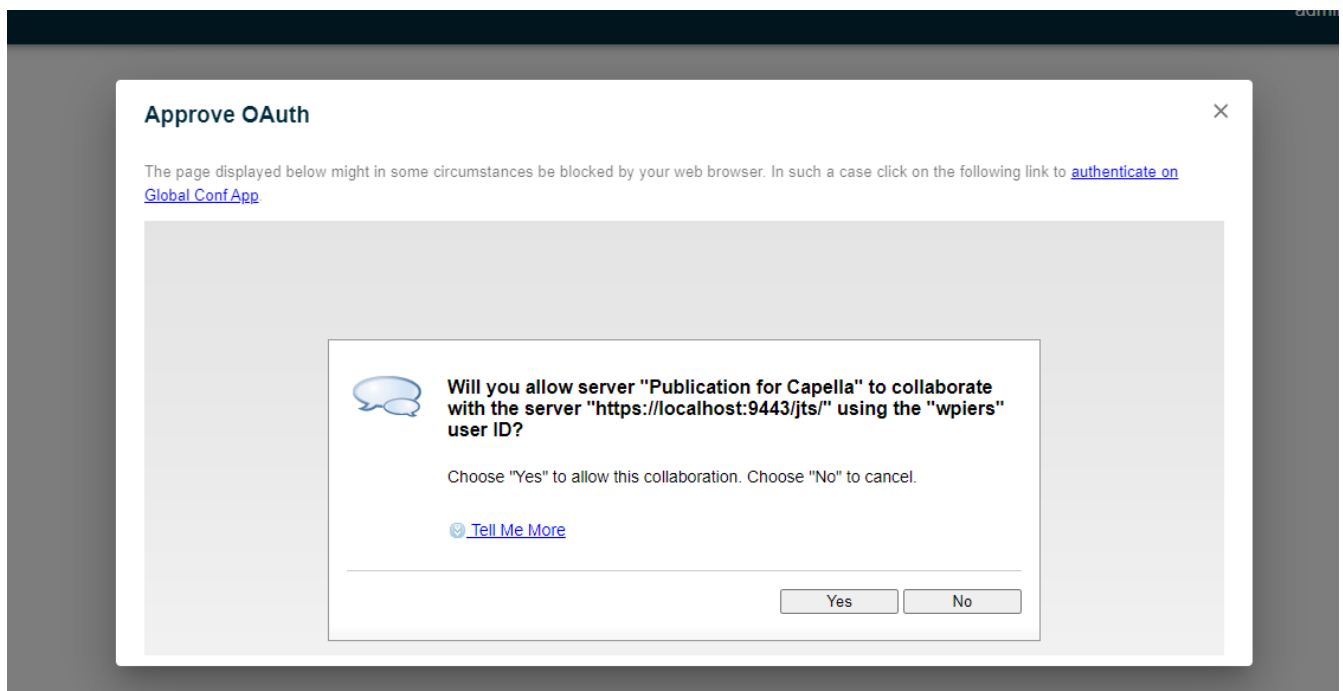 Approve OAuth
The page displayed below might in some circumstances be blocked by your web browser. In such a case click on the following link to authenticate on
Global Conf App.
Will you allow server "Publication for Capella" to collaborate
with the server "https://localhost:9443/jts/" using the "wpiers"
user ID?
Choose "Yes" to allow this collaboration. Choose "No" to cancel.
Tell Me More
Yes No